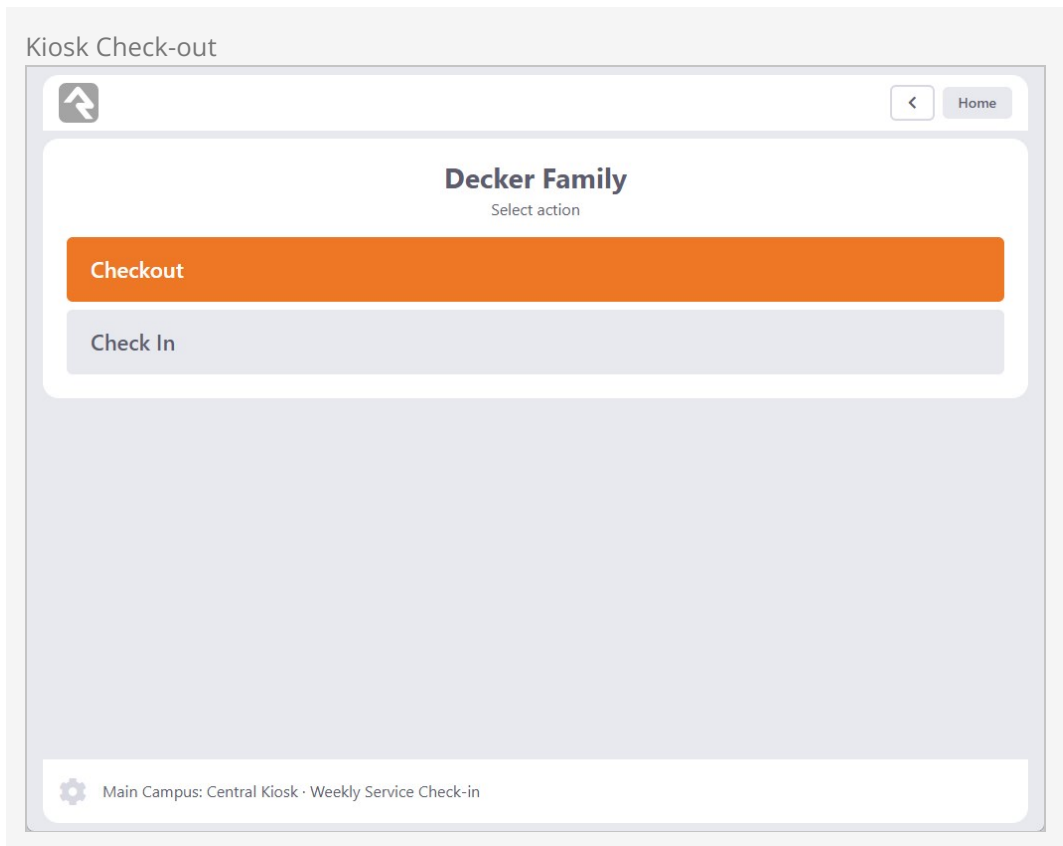 Kiosk Check-out
Home
Decker Family
Select action
Checkout
Check In
Main Campus: Central Kiosk · Weekly Service Check-in